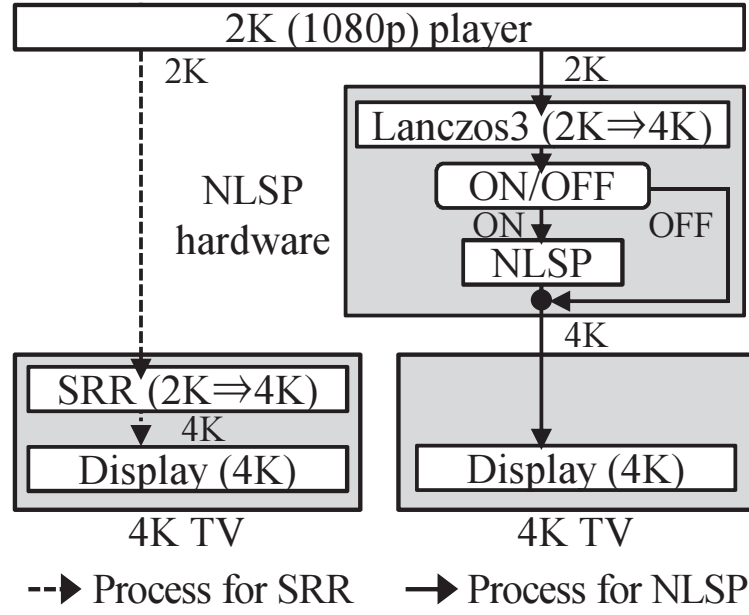 2K (1080p) player
2K
2K
Lanczos3 (2K⇒4K)
ON/OFF
ON
OFF
NLSP
NLSP
hardware
4K
SRR (2K⇒4K)
4K
Display (4K)
Display (4K)
4K TV
4K TV
Process for SRR
Process for NLSP